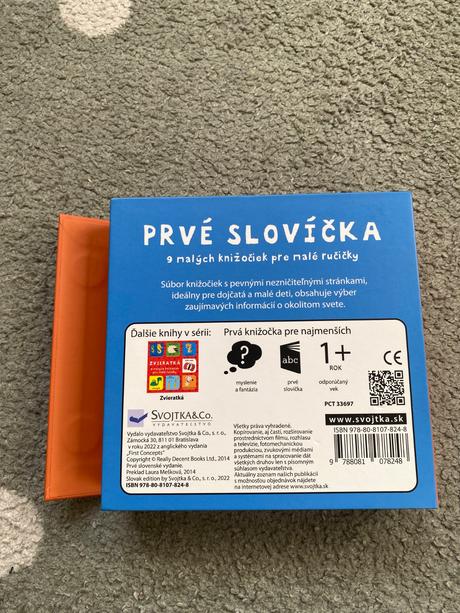 PRVÉ SLOVÍČKA
9 malých knižočiek pre malé ručičky
Súbor knižočiek s pevnými nezničiteľnými stránkami,
ideálny pre dojčatá a malé deti, obsahuje výber
zaujímavých informácií o okolitom svete.
Ďalšie knihy v sérii:
ZVIERATKÁ
Zvieratká
Prvá knižočka pre najmenších
?
myslenie
a fantázia
abc
prvé
slovíčka
1+
ROK
odporúčaný
vek
CE
PCT 33697
SVOJTKA&CO.
VYDAVATEĽSTVO
Vydalo vydavateľstvo Svojtka & Co., s r. o.,
Zámocká 30, 811 01 Bratislava
v roku 2022 z anglického vydania
„First Concepts“
Copyright © Really Decent Books Ltd, 2014
Prvé slovenské vydanie.
Preklad Laura Mešková, 2014
Slovak edition by Svojtka & Co., s r. o., 2022
ISBN 978-80-8107-824-8
Všetky práva vyhradené.
Kopírovanie, aj častí, rozširovanie
prostredníctvom filmu, rozhlasu
a televízie, fotomechanickou
produkciou, zvukovými médiami
a systémami na spracovanie dát
všetkých druhov len s písomným
súhlasom vydavateľstva.
Aktuálny zoznam našich publikácií
s možnosťou objednávok nájdete
na internetovej adrese www.svojtka.sk
www.svojtka.sk
ISBN 978-80-8107-824-8
9 788081 078248